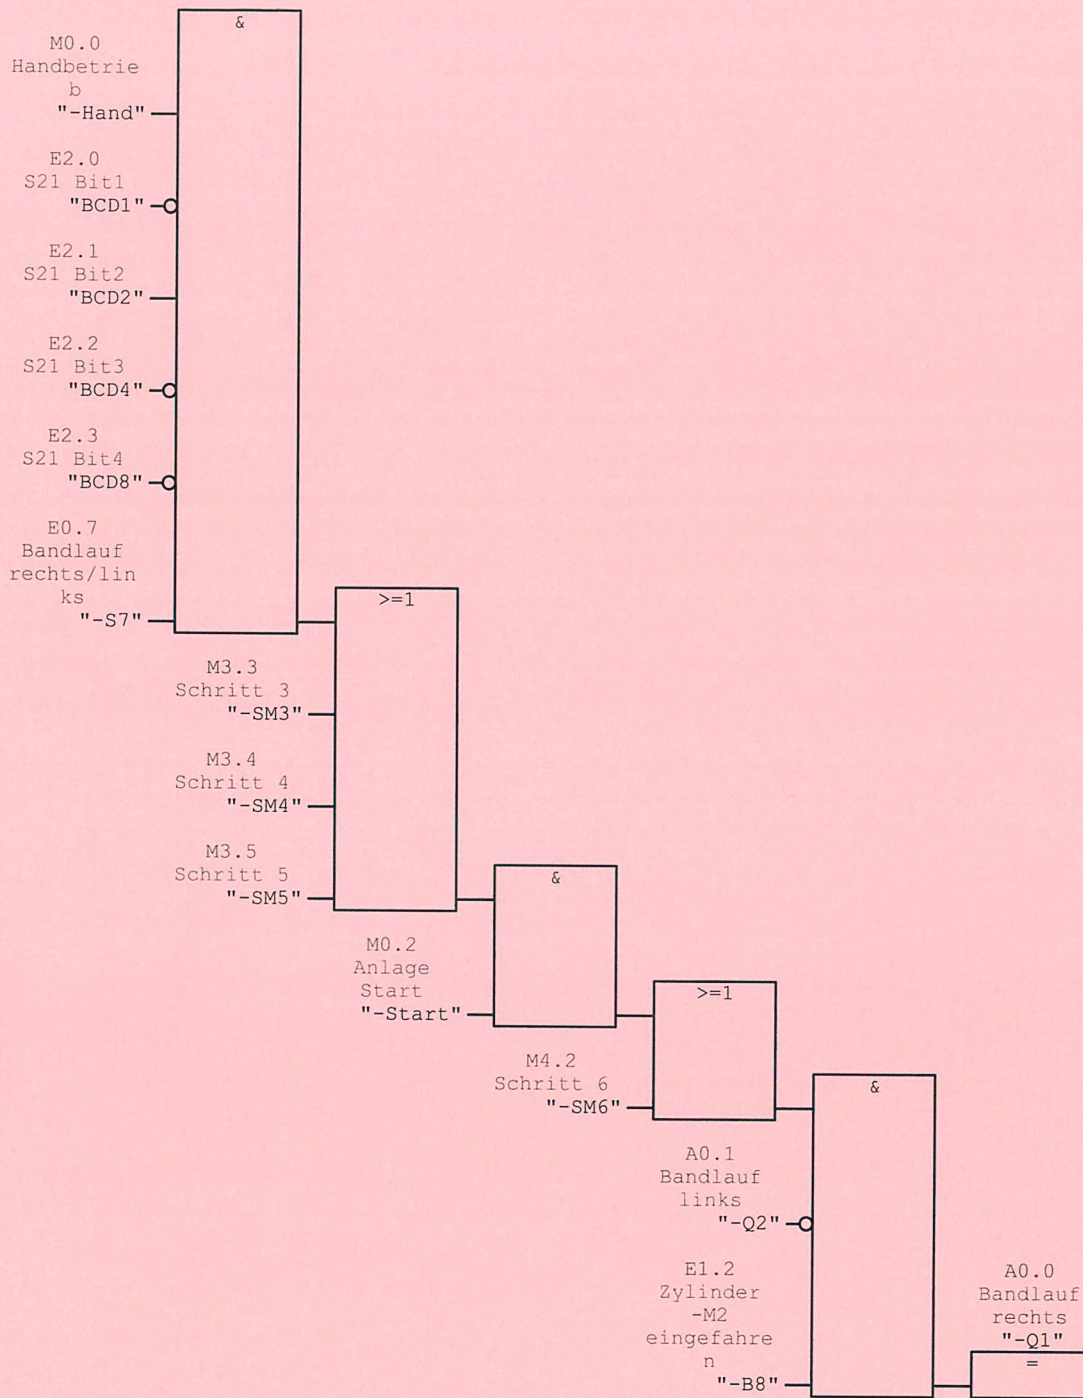 &
M0.0
Handbetrie
b
"-Hand"
E2.0
S21 Bit1
"BCD1"
E2.1
S21 Bit2
"BCD2"
E2.2
S21 Bit3
"BCD4"
E2.3
S21 Bit4
"BCD8"
E0.7
Bandlauf
rechts/lin
ks
"-S7"
>=1
M3.3
Schritt 3
"-SM3"
M3.4
Schritt 4
"-SM4"
M3.5
Schritt 5
"-SM5"
&
M0.2
Anlage
Start
"-Start"
>=1
M4.2
Schritt 6
"-SM6"
&
A0.1
Bandlauf
links
"-Q2"
E1.2
Zylinder
-M2
eingefahre
n
"-B8"
A0.0
Bandlauf
rechts
"-Q1"
=